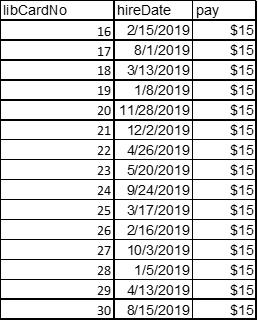 libCardNo hireDate pay
16 2/15/2019 $15
17 8/1/2019 $15
18 3/13/2019 $15
19 1/8/2019 $15
20 11/28/2019 $15
21 12/2/2019 $15
22 4/26/2019 $15
23 5/20/2019 $15
24 9/24/2019 $15
25 3/17/2019 $15
26 2/16/2019 $15
27 10/3/2019 $15
28 1/5/2019 $15
29 4/13/2019 $15
30 8/15/2019 $15